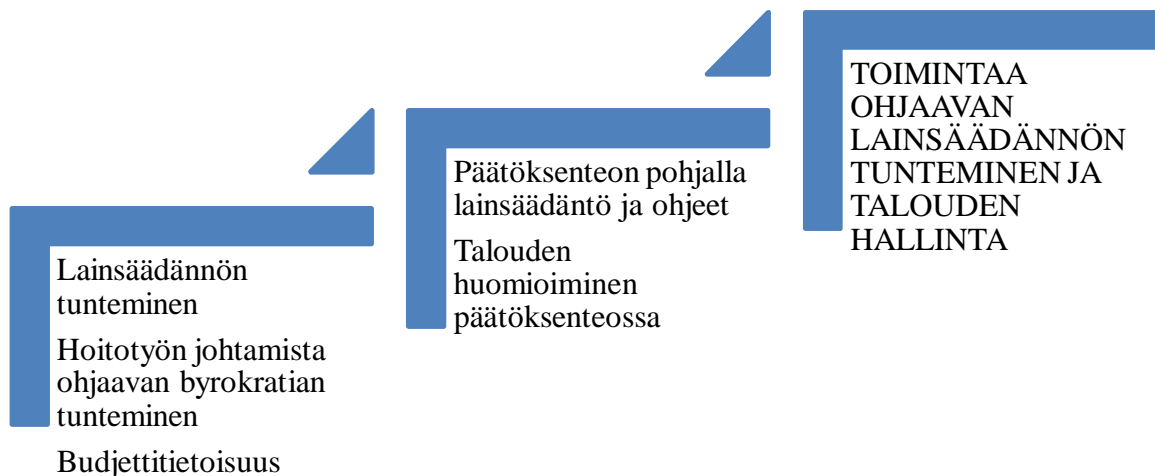 Lainsäädännön
tunteminen
Hoitotyön johtamista
ohjaavan byrokratian
tunteminen
Budjettitietoisuus
Päätöksenteon pohjalla
lainsäädäntö ja ohjeet
Talouden
huomioiminen
päätöksenteossa
TOIMINTAA
OHJAAVAN
LAINSÄÄDÄNNÖN
TUNTEMINEN JA
TALOUDEN
HALLINTA